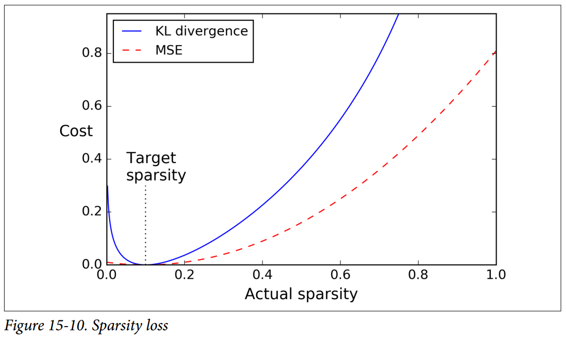 KL divergence
MSE
0.8
0.6
Cost
0.4
Target
sparsity
0.2
0.0
0.0 0.2 0.4 0.6 0.8 1.0
Actual sparsity
Figure 15-10. Sparsity loss